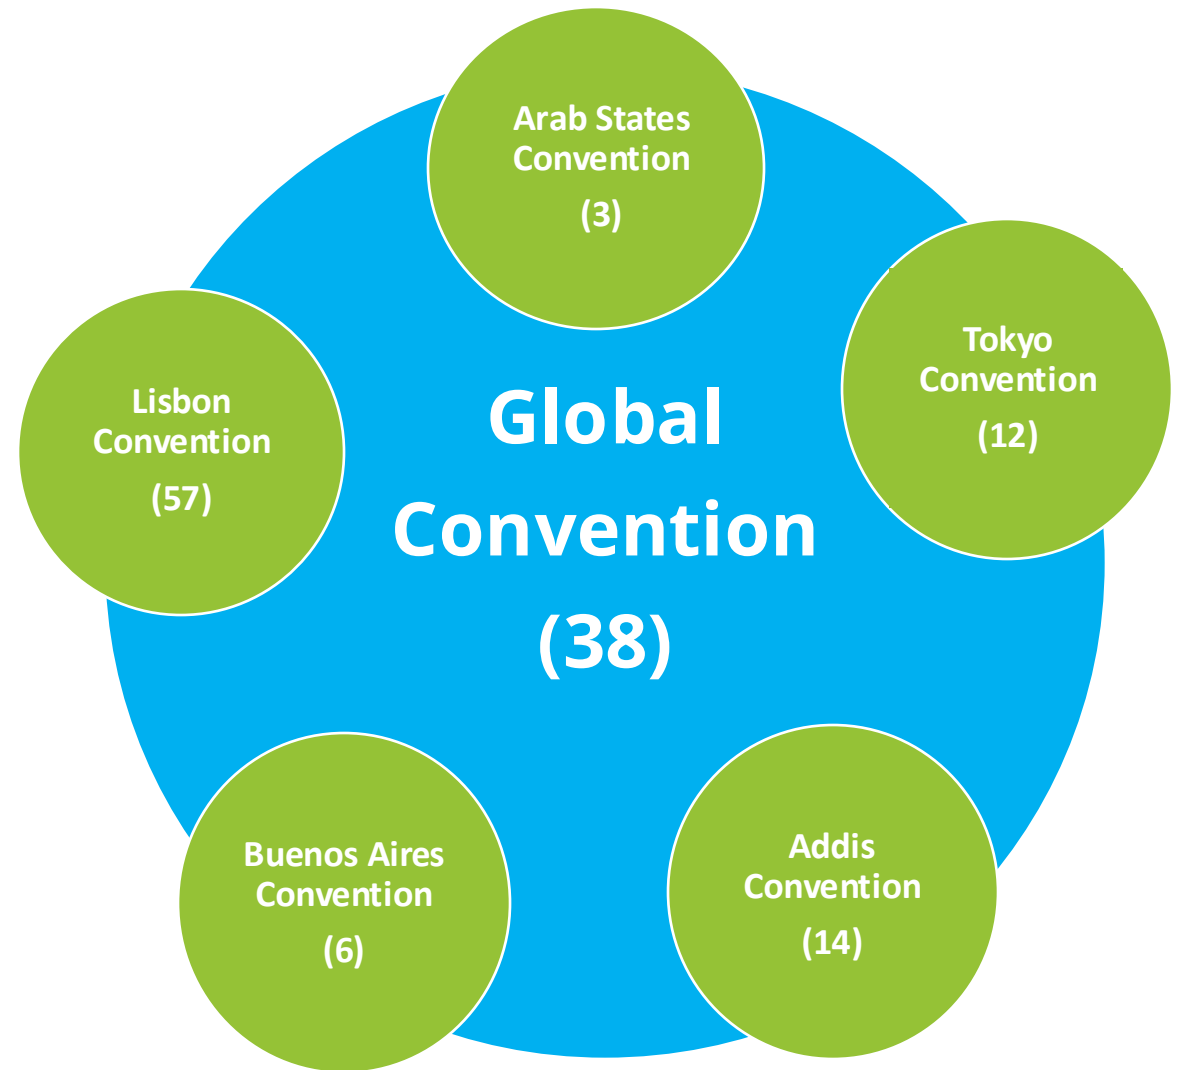 Arab States
Convention
(3)
Tokyo
Convention
(12)
Lisbon
Convention
(57)
Global
Convention
(38)
Buenos Aires
Convention
(6)
Addis
Convention
(14)